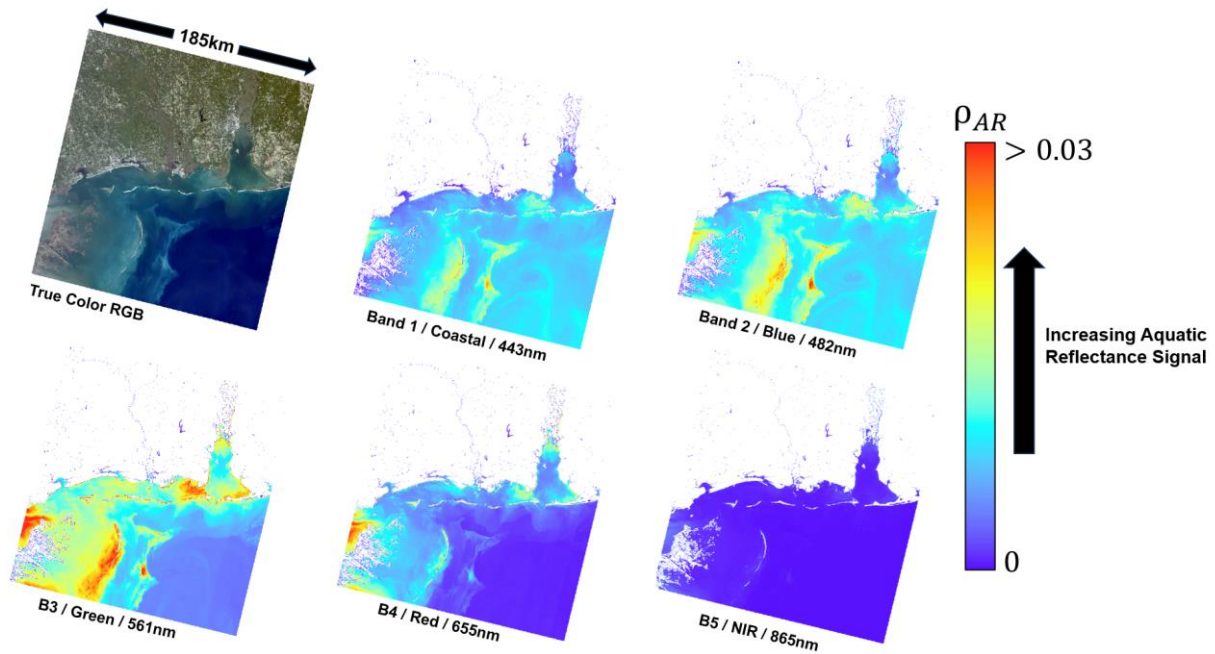 185km
True Color RGB
Band 1 / Coastal / 443nm
Band 2 / Blue / 482nm
ρAR
> 0.03
Increasing Aquatic
Reflectance Signal
0
B3 / Green / 561nm
B4 / Red / 655nm
B5 / NIR / 865nm